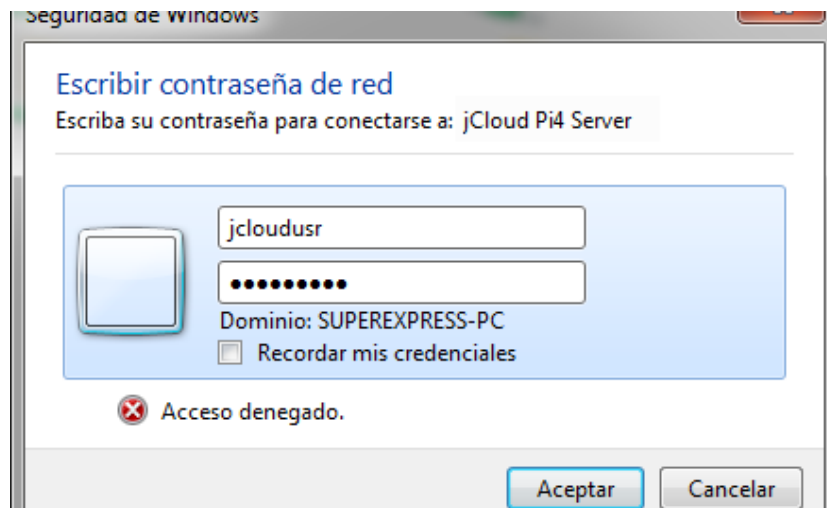 Seguridad de Windows
Escribir contraseña de red
Escriba su contraseña para conectarse a: jCloud Pi4 Server
jcloudusr
•••••••••
Dominio: SUPEREXPRESS-PC
Recordar mis credenciales
Acceso denegado.
Aceptar Cancelar